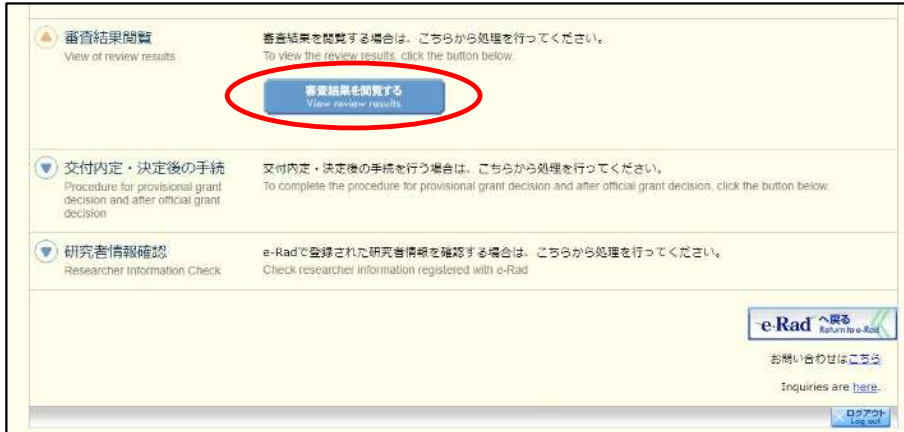 審査結果閲覧
View of review results
審査結果を閲覧する場合は、こちらから処理を行ってください。
To view the review results, click the button below.
審査結果を閲覧する
View review results
交付内定・決定後の手続
Procedure for provisional grant
decision and after official grant
decision
交付内定・決定後の手続を行う場合は、こちらから処理を行ってください。
To complete the procedure for provisional grant decision and after official grant decision, click the button below.
研究者情報確認
Researcher Information Check
e-Radで登録された研究者情報を確認する場合は、こちらから処理を行ってください。
Check researcher information registered with e-Rad
e-Rad へ戻る
Return to e-Rad
お問い合わせはこちら
Inquiries are here.
ログアウト
Log out